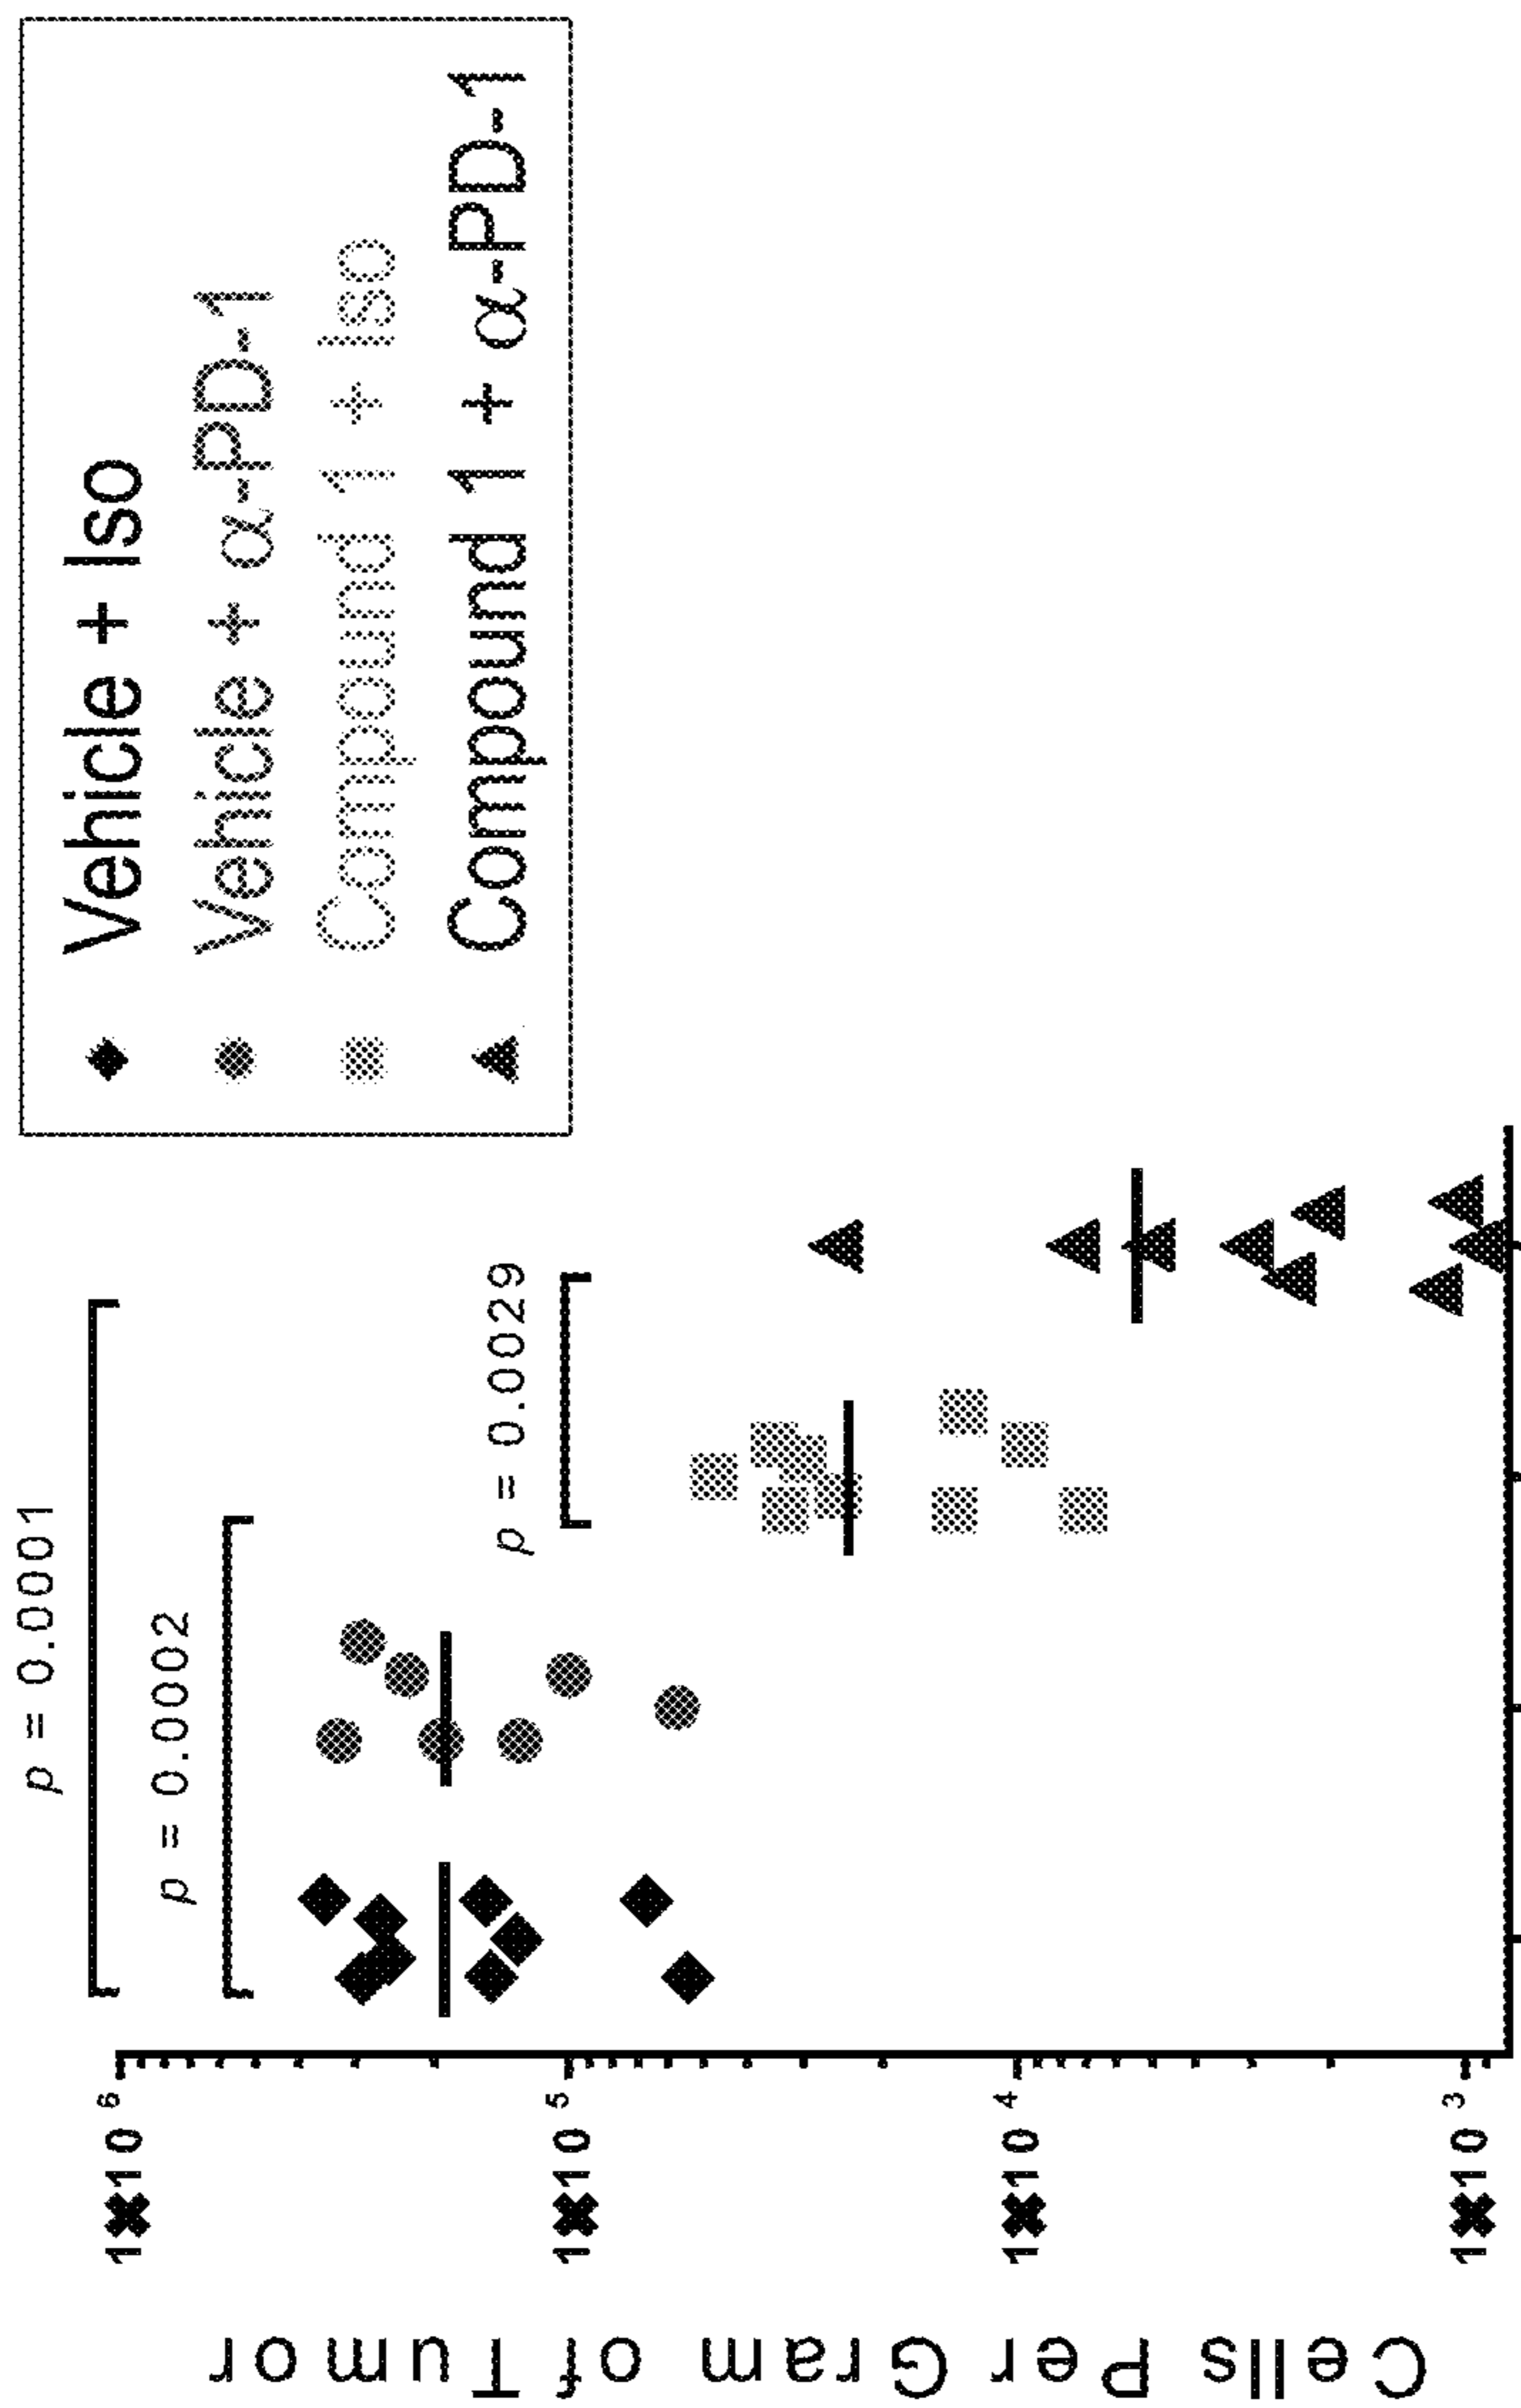 p = 0.0001
p = 0.0002
p = 0.0029
Vehicle + Iso
Vehicle + α-PD-1
Compound 1 + Iso
Compound 1 + α-PD-1
Cells Per Gram of Tumor
1×10⁶
1×10⁵
1×10⁴
1×10³